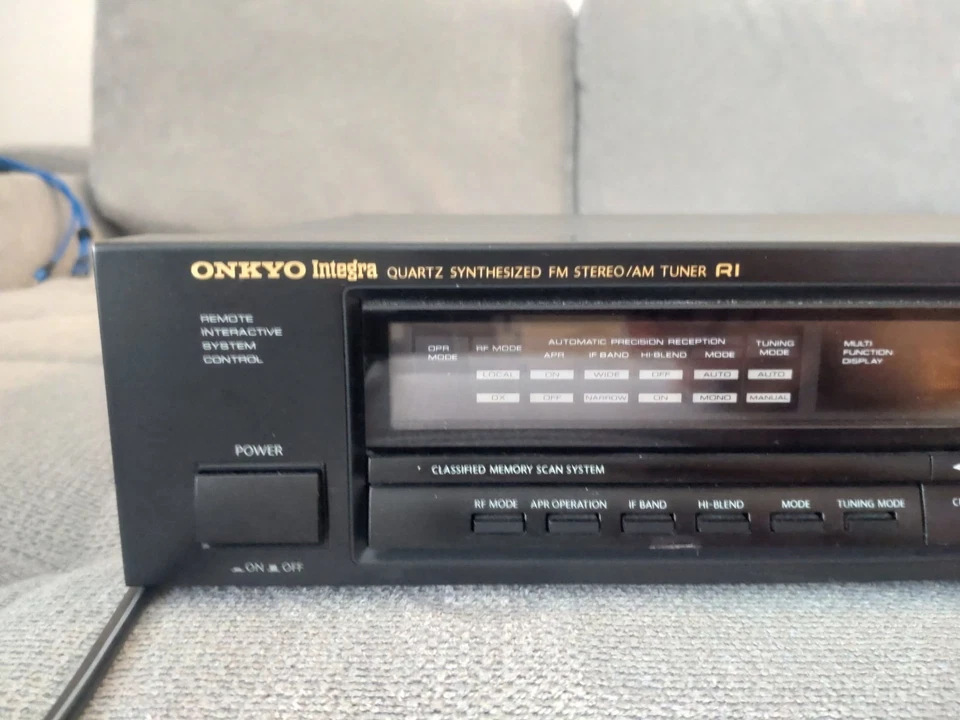 ONKYO Integra QUARTZ SYNTHESIZED FM STEREO/AM TUNER RI
REMOTE
INTERACTIVE
SYSTEM
CONTROL
OPR
MODE
RF MODE
AUTOMATIC PRECISION RECEPTION
APR IF BAND HI-BLEND MODE
TUNING
MODE
LOCAL ON WIDE OFF AUTO AUTO
DX OFF NARROW ON MONO MANUAL
MULTI
FUNCTION
DISPLAY
POWER
ON OFF
CLASSIFIED MEMORY SCAN SYSTEM
RF MODE APR OPERATION IF BAND HI-BLEND MODE TUNING MODE